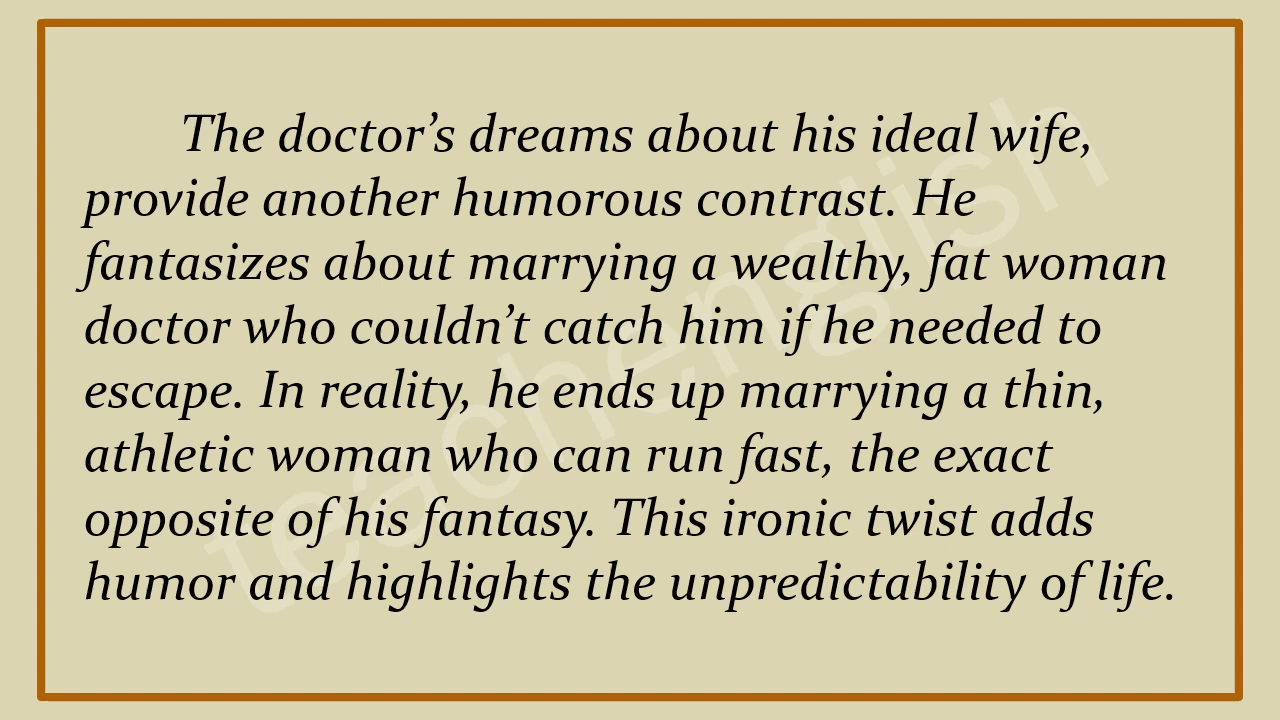 The doctor’s dreams about his ideal wife,
provide another humorous contrast. He
fantasizes about marrying a wealthy, fat woman
doctor who couldn’t catch him if he needed to
escape. In reality, he ends up marrying a thin,
athletic woman who can run fast, the exact
opposite of his fantasy. This ironic twist adds
humor and highlights the unpredictability of life.
teachenglish